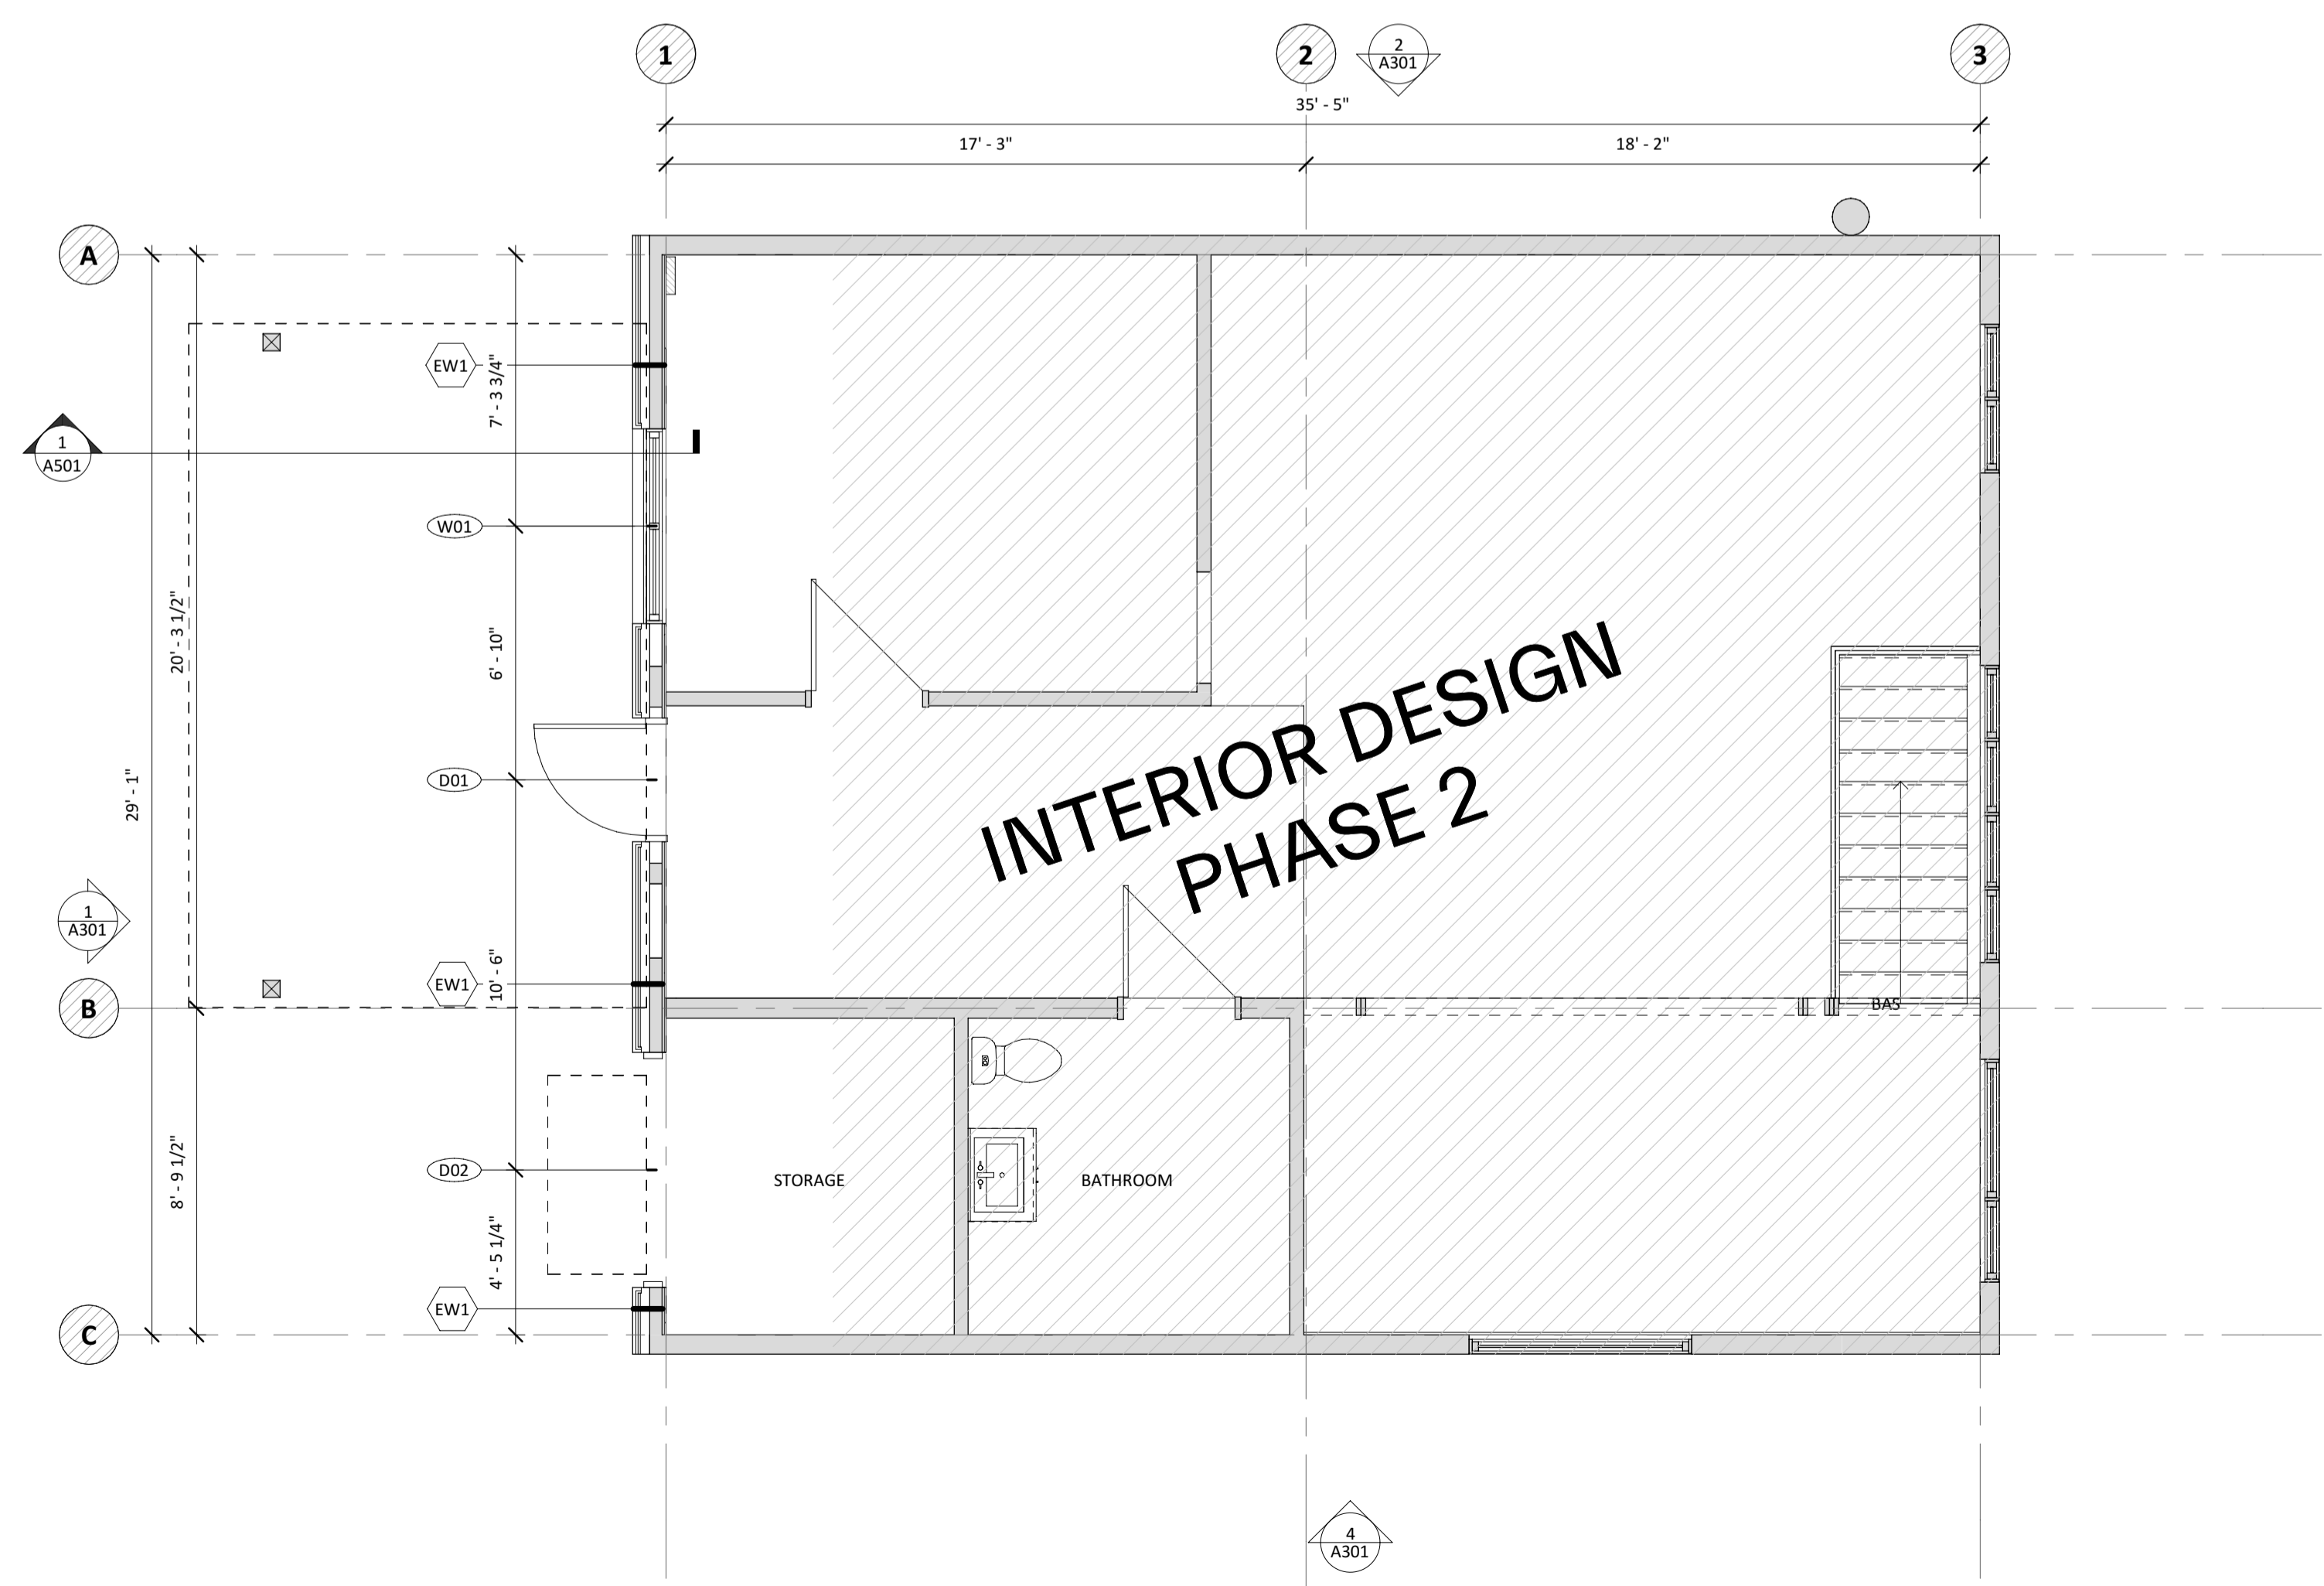 1
2
2
A301
3
35' - 5"
17' - 3"
18' - 2"
A
EW1
7' - 3 3/4"
1
A501
W01
20' - 3 1/2"
6' - 10"
29' - 1"
D01
INTERIOR DESIGN
PHASE 2
1
A301
EW1
10' - 6"
B
BAS
8' - 9 1/2"
D02
STORAGE
BATHROOM
4' - 5 1/4"
EW1
C
4
A301